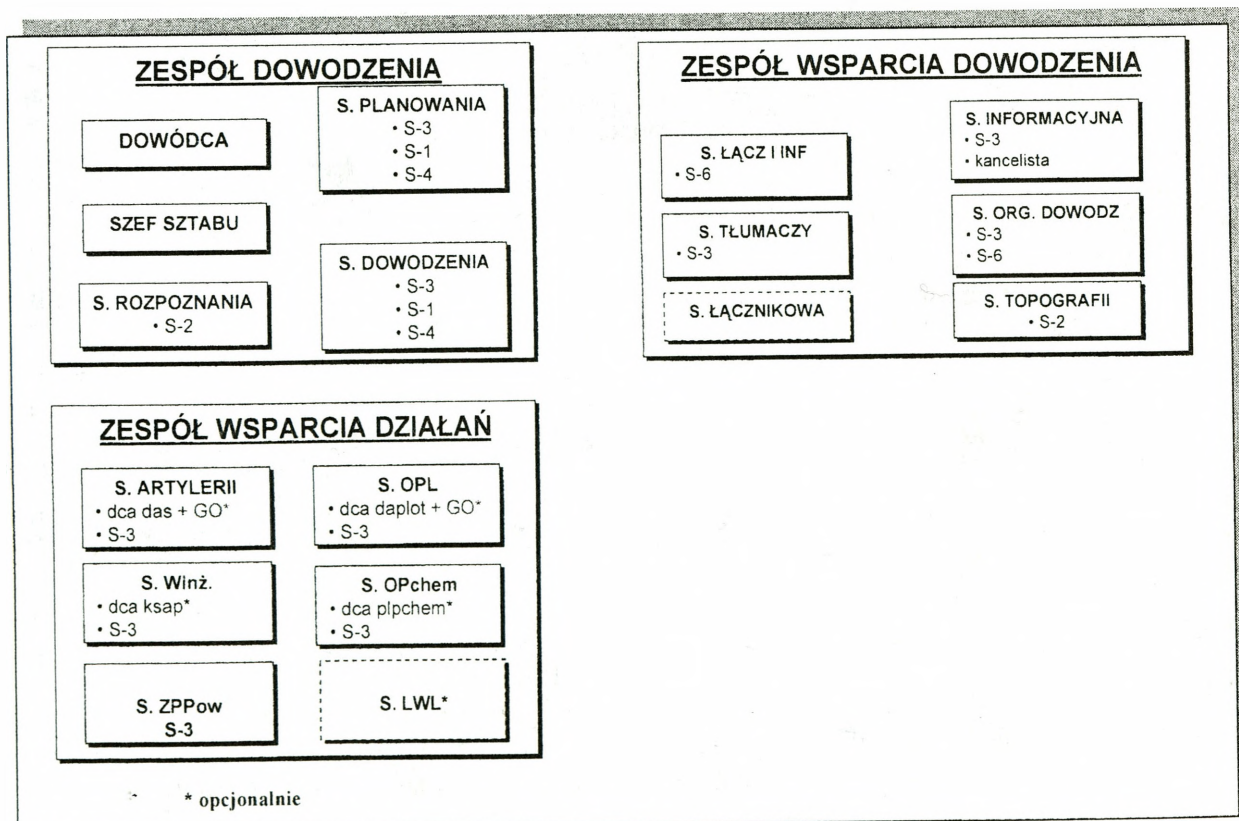 ZESPÓŁ DOWODZENIA
DOWÓDCA
SZEF SZTABU
S. ROZPOZNANIA
• S-2
S. PLANOWANIA
• S-3
• S-1
• S-4
S. DOWODZENIA
• S-3
• S-1
• S-4
ZESPÓŁ WSPARCIA DOWODZENIA
S. ŁĄCZ I INF
• S-6
S. TŁUMACZY
• S-3
S. ŁĄCZNIKOWA
S. INFORMACYJNA
• S-3
• kancelista
S. ORG. DOWODZ
• S-3
• S-6
S. TOPOGRAFII
• S-2
ZESPÓŁ WSPARCIA DZIAŁAŃ
S. ARTYLERII
• dca das + GO*
• S-3
S. OPL
• dca daplot + GO*
• S-3
S. Winż.
• dca ksap*
• S-3
S. OPchem
• dca plpchem*
• S-3
S. ZPPow
S-3
S. LWL*
* opcjonalnie